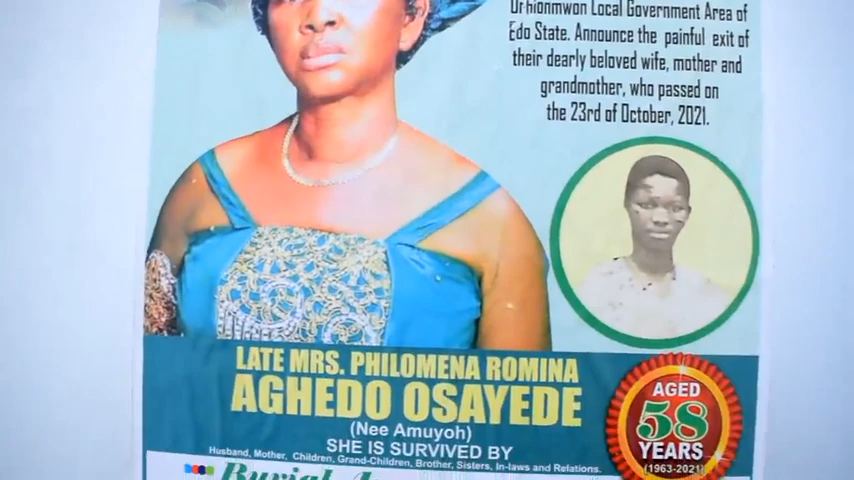 Orhionmwon Local Government Area of
Edo State. Announce the painful exit of
their dearly beloved wife, mother and
grandmother, who passed on
the 23rd of October, 2021.
LATE MRS. PHILOMENA ROMINA
AGHEDO OSAYEDE
(Nee Amuyoh)
SHE IS SURVIVED BY
Husband, Mother, Children, Grand-Children, Brother, Sisters, in-laws and Relations.
AGED
58
YEARS
(1963-2021)
Burial